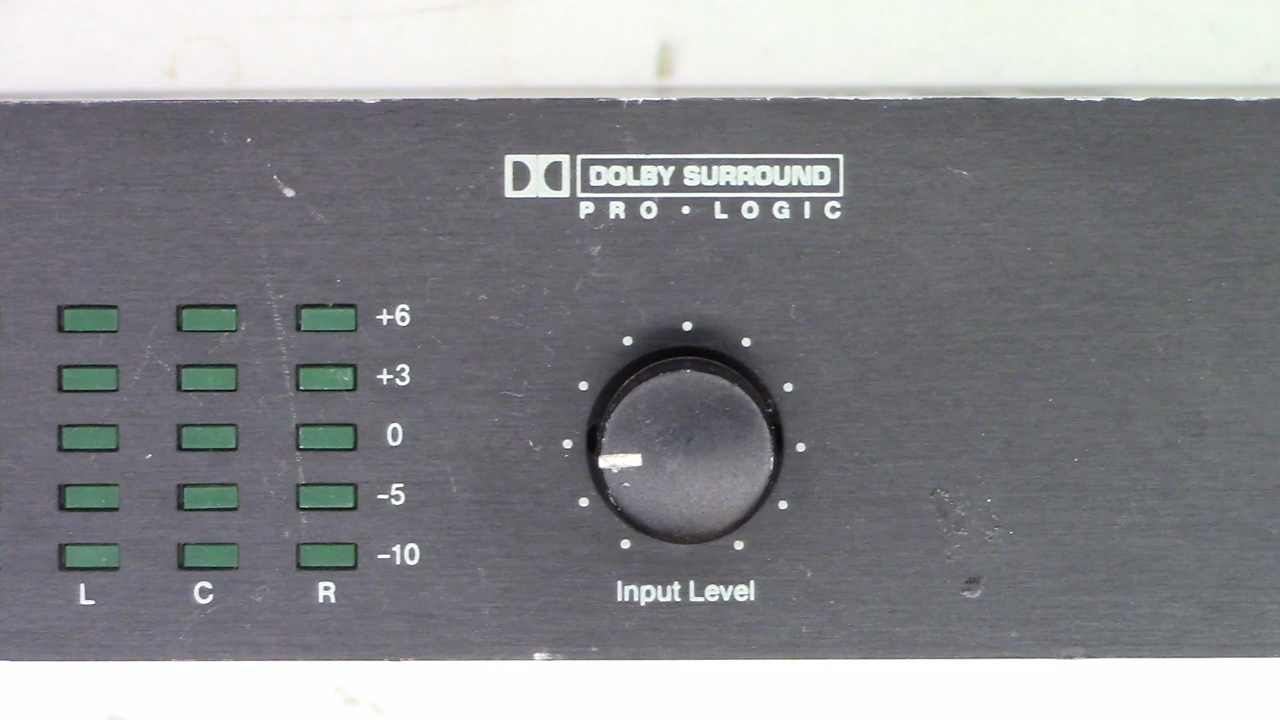 DOLBY SURROUND
PRO • LOGIC
+6
+3
0
-5
-10
L C R
Input Level